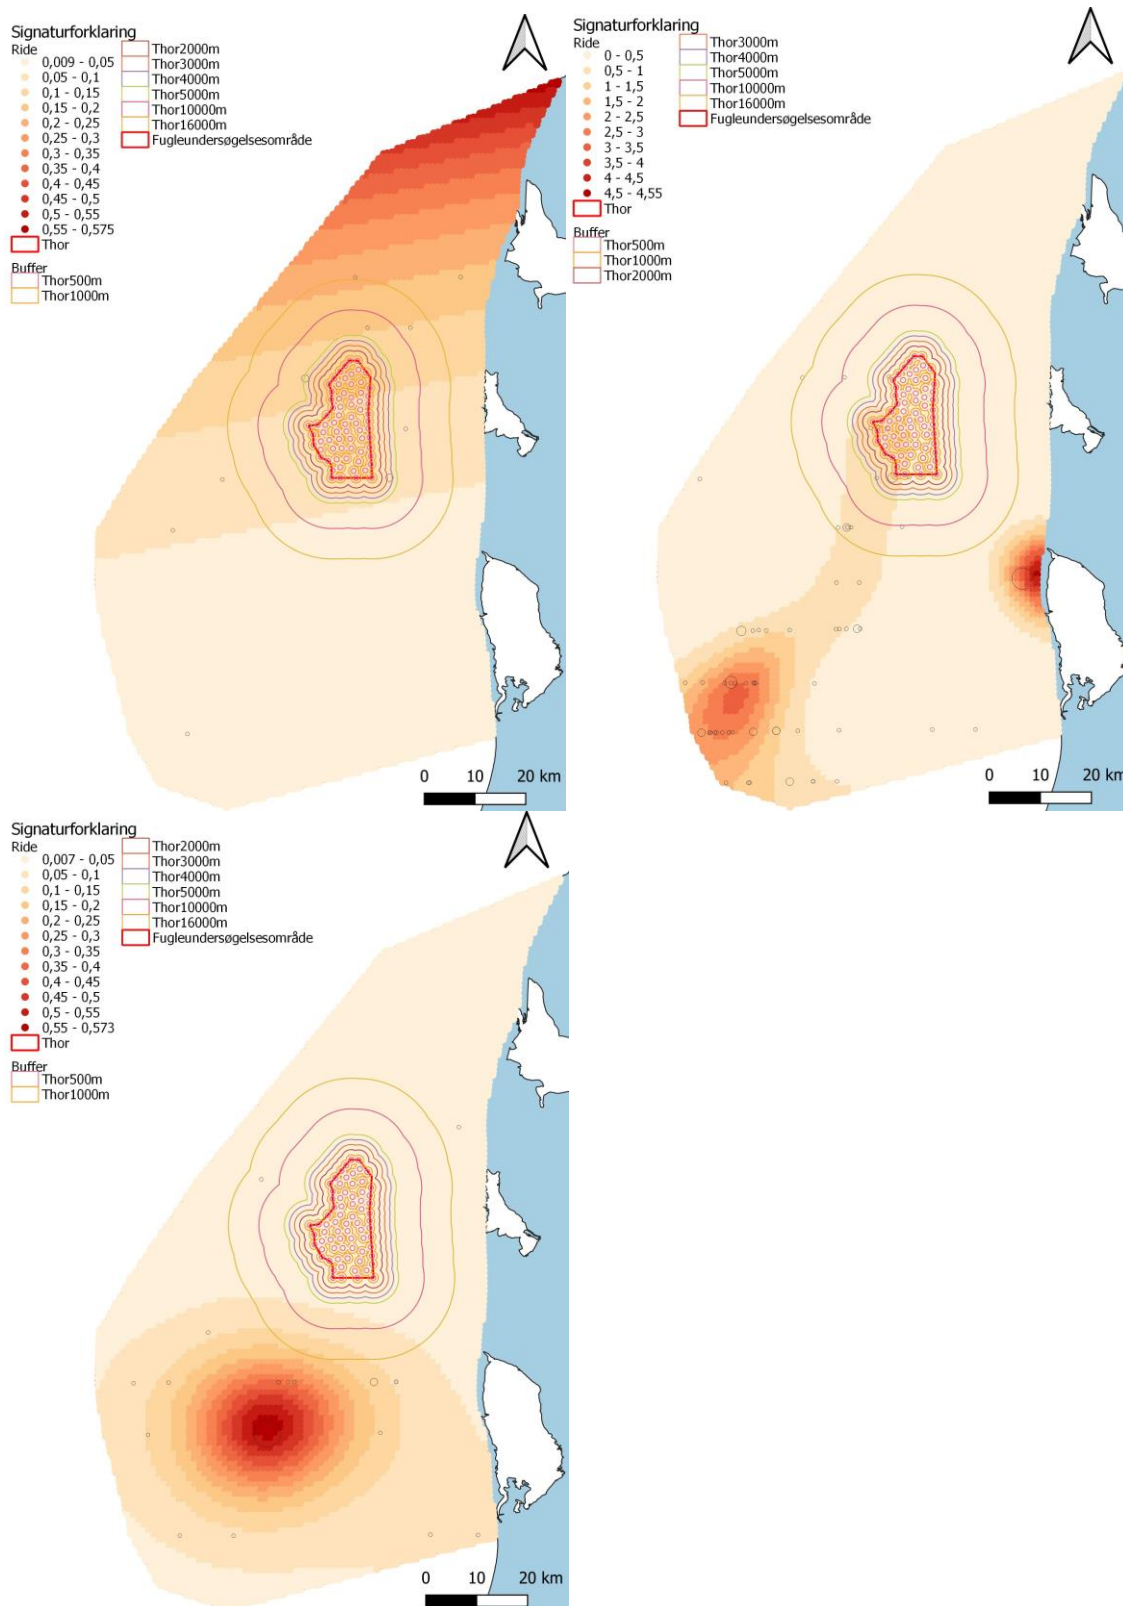 Signaturforklaring
Ride
0,009 - 0,05
0,05 - 0,1
0,1 - 0,15
0,15 - 0,2
0,2 - 0,25
0,25 - 0,3
0,3 - 0,35
0,35 - 0,4
0,4 - 0,45
0,45 - 0,5
0,5 - 0,55
0,55 - 0,575
Thor
Buffer
Thor500m
Thor1000m
Thor2000m
Thor3000m
Thor4000m
Thor5000m
Thor10000m
Thor16000m
Fugleundersøgelsesområde
0 10 20 km
Signaturforklaring
Ride
0 - 0,5
0,5 - 1
1 - 1,5
1,5 - 2
2 - 2,5
2,5 - 3
3 - 3,5
3,5 - 4
4 - 4,5
4,5 - 4,55
Thor
Buffer
Thor500m
Thor1000m
Thor2000m
Thor3000m
Thor4000m
Thor5000m
Thor10000m
Thor16000m
Fugleundersøgelsesområde
0 10 20 km
Signaturforklaring
Ride
0,007 - 0,05
0,05 - 0,1
0,1 - 0,15
0,15 - 0,2
0,2 - 0,25
0,25 - 0,3
0,3 - 0,35
0,35 - 0,4
0,4 - 0,45
0,45 - 0,5
0,5 - 0,55
0,55 - 0,573
Thor
Buffer
Thor500m
Thor1000m
Thor2000m
Thor3000m
Thor4000m
Thor5000m
Thor10000m
Thor16000m
Fugleundersøgelsesområde
0 10 20 km